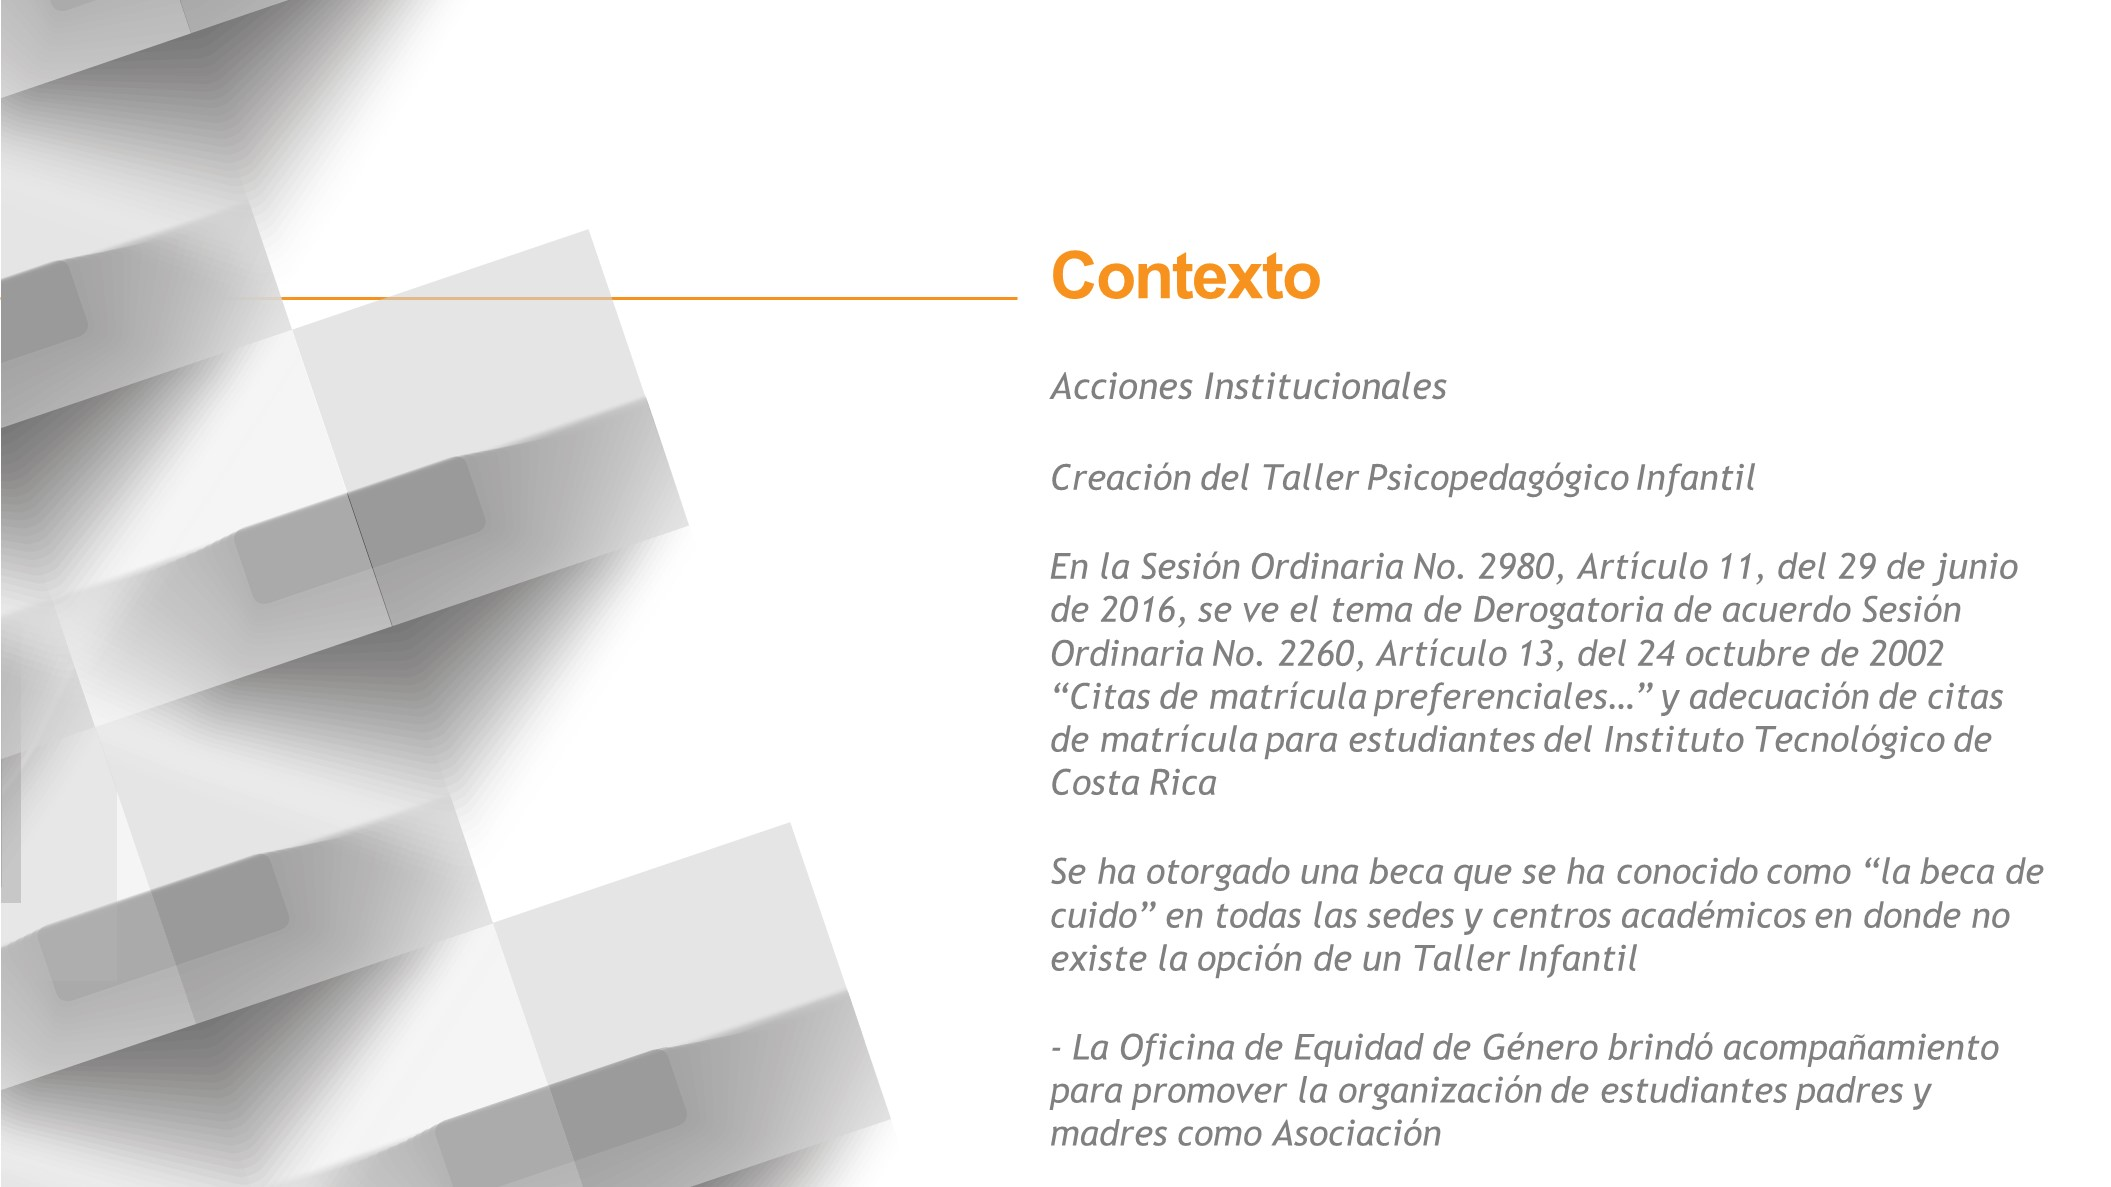 Contexto
Acciones Institucionales
Creación del Taller Psicopedagógico Infantil
En la Sesión Ordinaria No. 2980, Artículo 11, del 29 de junio
de 2016, se ve el tema de Derogatoria de acuerdo Sesión
Ordinaria No. 2260, Artículo 13, del 24 octubre de 2002
“Citas de matrícula preferenciales…” y adecuación de citas
de matrícula para estudiantes del Instituto Tecnológico de
Costa Rica
Se ha otorgado una beca que se ha conocido como “la beca de
cuido” en todas las sedes y centros académicos en donde no
existe la opción de un Taller Infantil
- La Oficina de Equidad de Género brindó acompañamiento
para promover la organización de estudiantes padres y
madres como Asociación